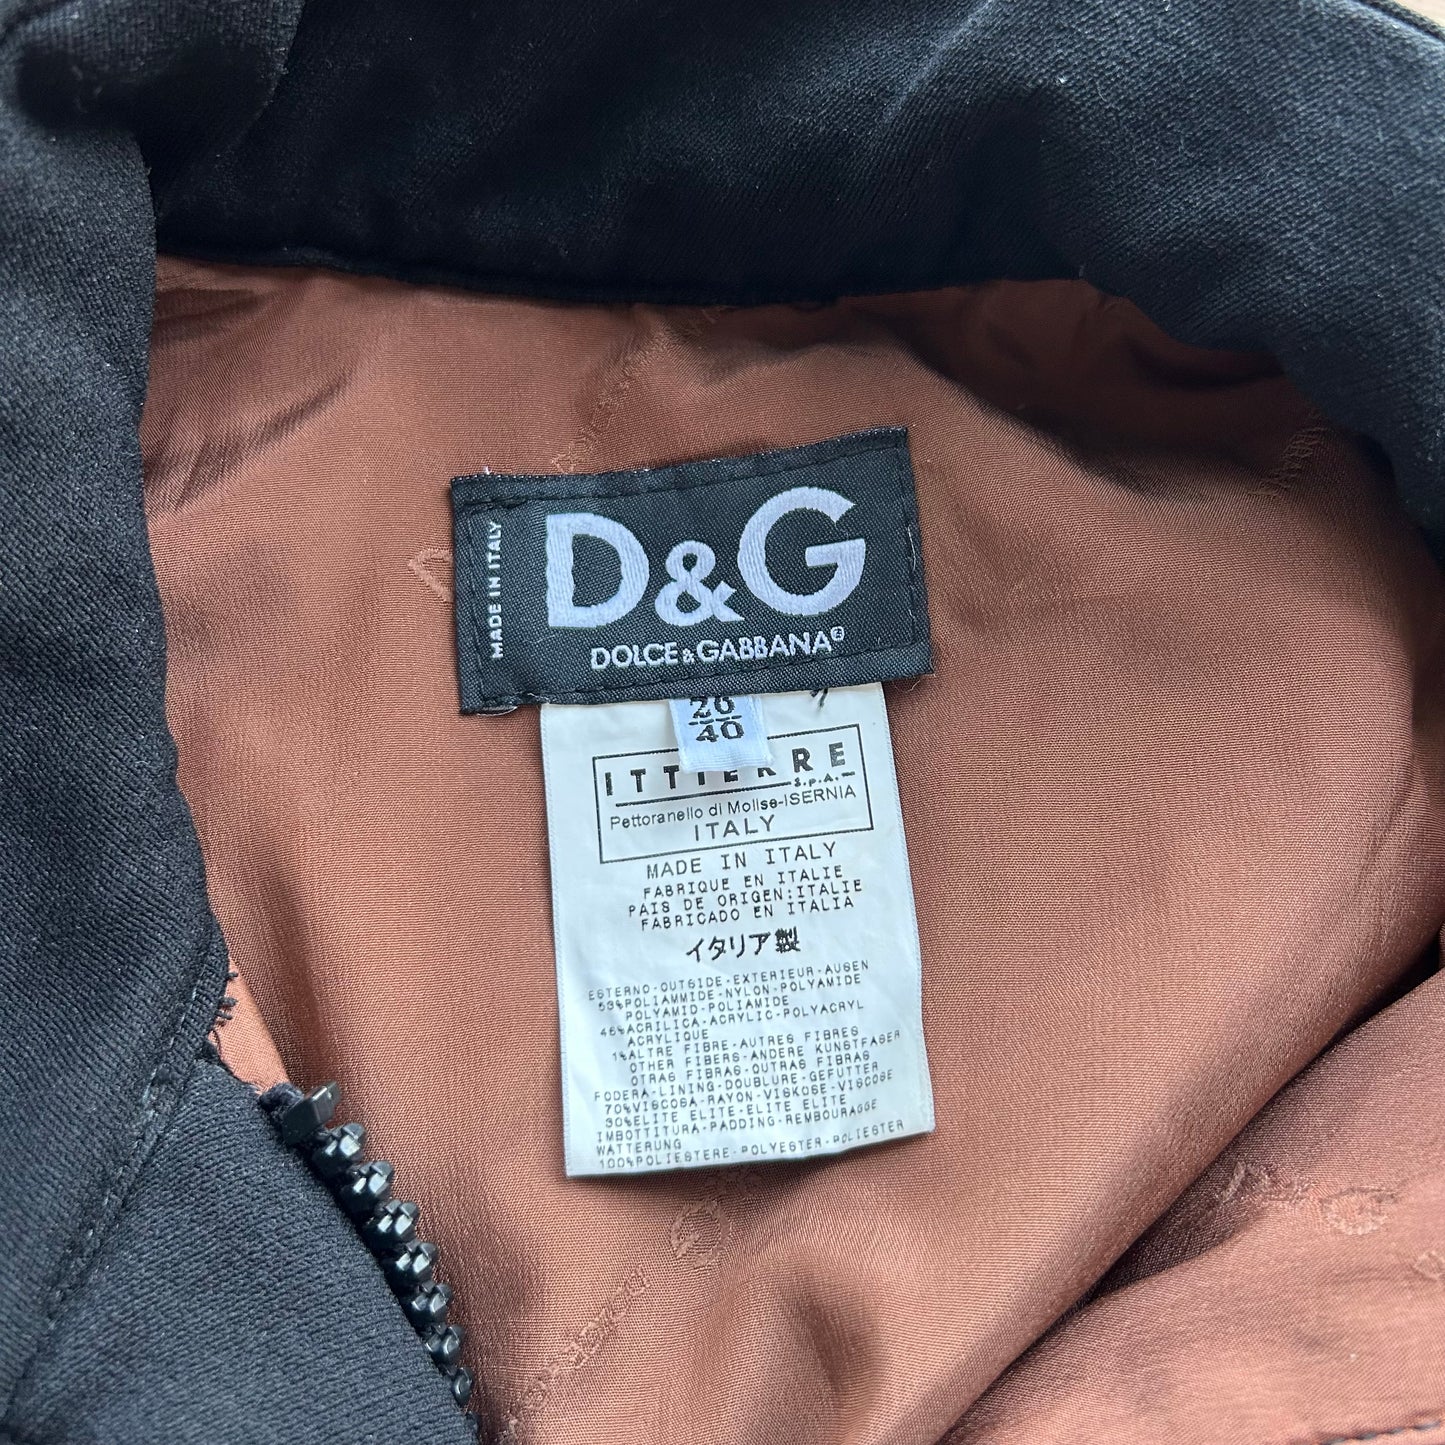 MADE IN ITALY
D&G
DOLCE&GABBANA®
26
40
ITTIERRE
S.p.A.
Pettoranello di Molise-ISERNIA
ITALY
MADE IN ITALY
FABRIQUE EN ITALIE
PAIS DE ORIGEN:ITALIE
FABRICADO EN ITALIA
イタリア製
ESTERNO-OUTSIDE-EXTERIEUR-AUSEN
53%POLIAMMIDE-NYLON-POLYAMIDE
POLYAMID-POLIAMIDE
46%ACRILICA-ACRYLIC-POLYACRYL
ACRYLIQUE
1%ALTRE FIBRE-AUTRES FIBRES
OTHER FIBERS-ANDERE KUNSTFASER
OTRAS FIBRAS-OUTRAS FIBRAS
FODERA-LINING-DOUBLURE-GEFUTTER
70%VISCOSA-RAYON-VISKOSE-VISCOSE
30%ELITE ELITE-ELITE ELITE
IMBOTTITURA-PADDING-REMBOURAGGE
WATTERUNG
100%POLIESTERE-POLYESTER-POLIESTER